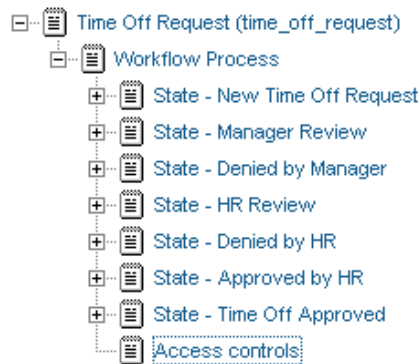 Time Off Request (time_off_request)
Workflow Process
State - New Time Off Request
State - Manager Review
State - Denied by Manager
State - HR Review
State - Denied by HR
State - Approved by HR
State - Time Off Approved
Access controls